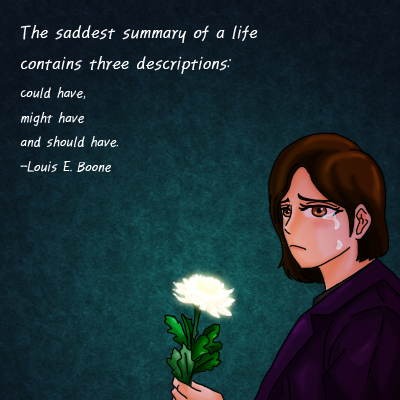 The saddest summary of a life
contains three descriptions:
could have,
might have
and should have.
--Louis E. Boone